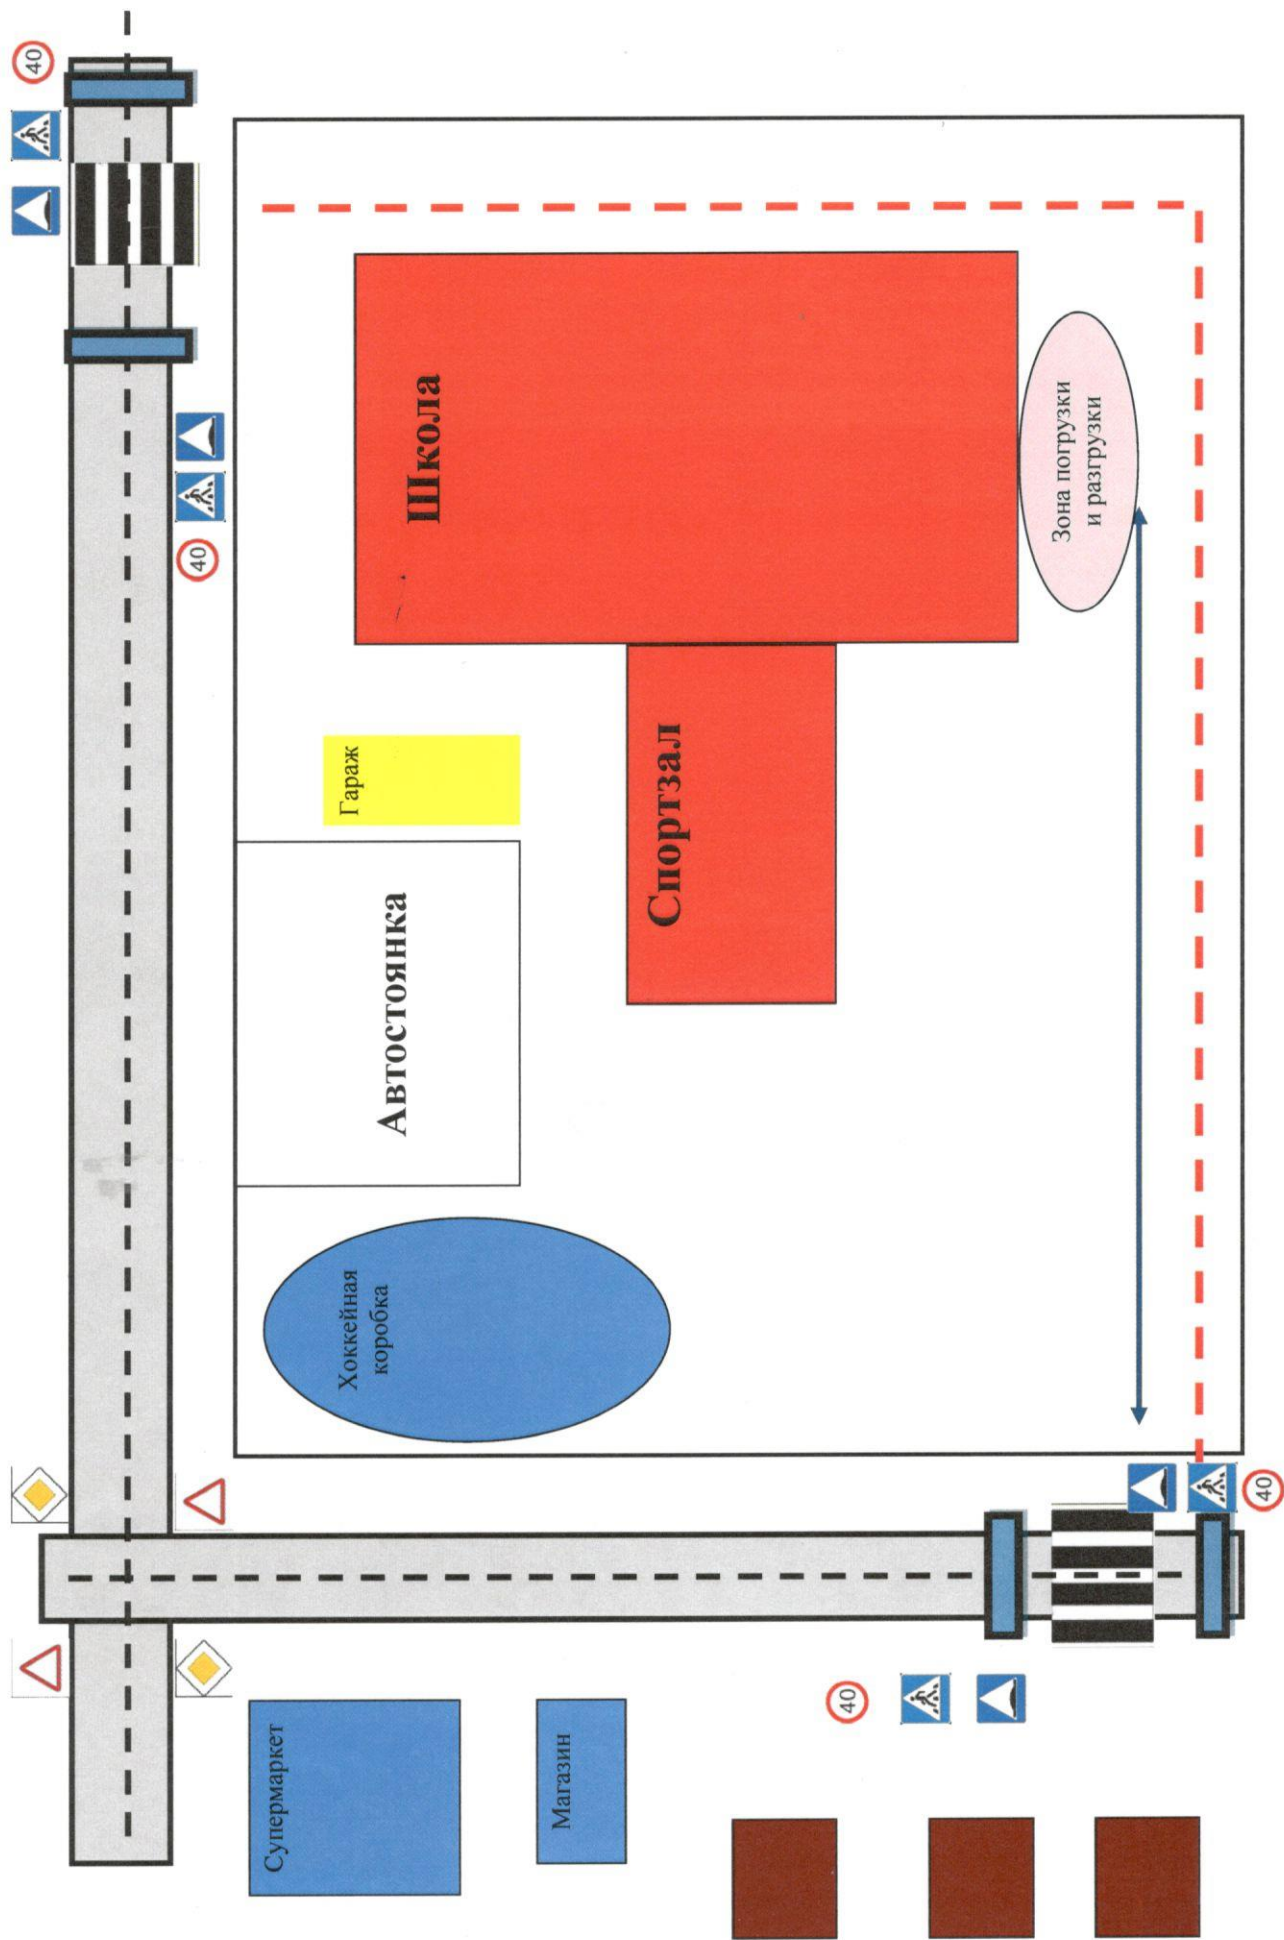 Супермаркет
Магазин
Хоккейная
коробка
Автостоянка
Гараж
Спортзал
Школа
Зона погрузки
и разгрузки
40
40
40
40